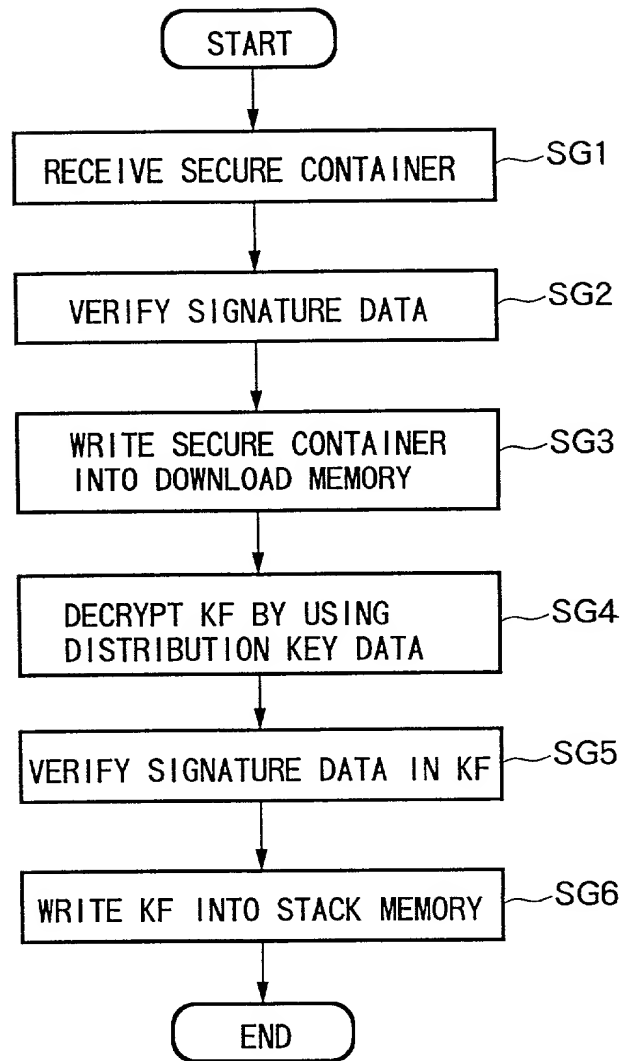 START
RECEIVE SECURE CONTAINER
SG1
VERIFY SIGNATURE DATA
SG2
WRITE SECURE CONTAINER
INTO DOWNLOAD MEMORY
SG3
DECRYPT KF BY USING
DISTRIBUTION KEY DATA
SG4
VERIFY SIGNATURE DATA IN KF
SG5
WRITE KF INTO STACK MEMORY
SG6
END